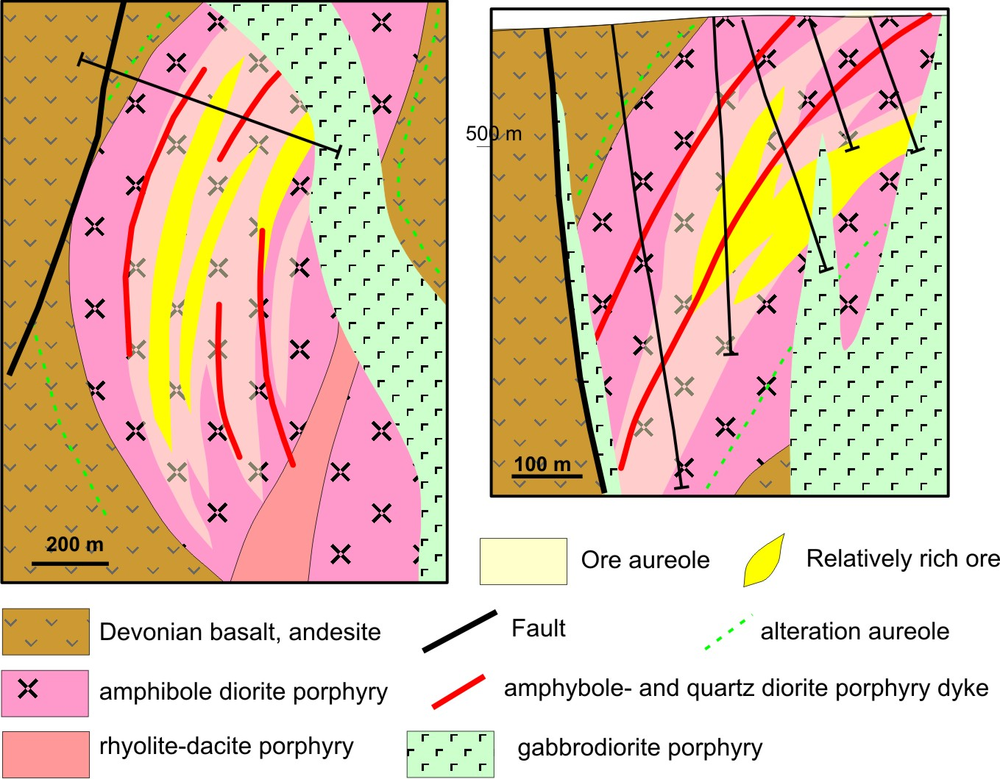 500 m
200 m
100 m
Ore aureole
Relatively rich ore
Devonian basalt, andesite
Fault
alteration aureole
amphibole diorite porphyry
amphybole- and quartz diorite porphyry dyke
rhyolite-dacite porphyry
gabbrodiorite porphyry